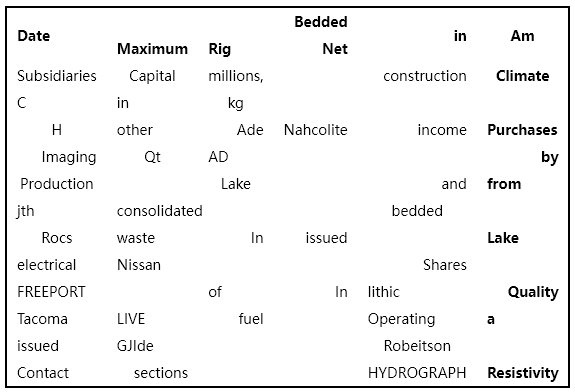 Date Maximum Rig Bedded Net in Am
Subsidiaries Capital millions, construction Climate
C in kg
H other Ade Nahcolite income Purchases
Imaging Qt AD by
Production Lake and from
jth consolidated bedded
Rocs waste In issued Lake
electrical Nissan Shares
FREEPORT of In lithic Quality
Tacoma LIVE fuel Operating a
issued GJlde Robeitson
Contact sections HYDROGRAPH Resistivity